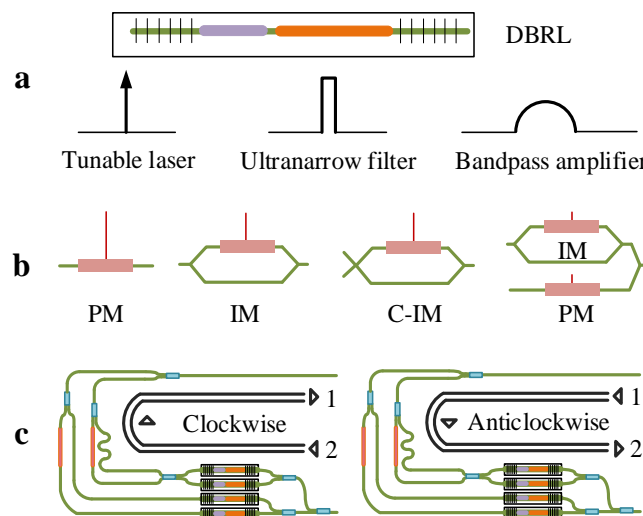 DBRL
a
Tunable laser
Ultranarrow filter
Bandpass amplifier
b
IM
PM
IM
C-IM
PM
c
Clockwise
1
2
Anticlockwise
1
2